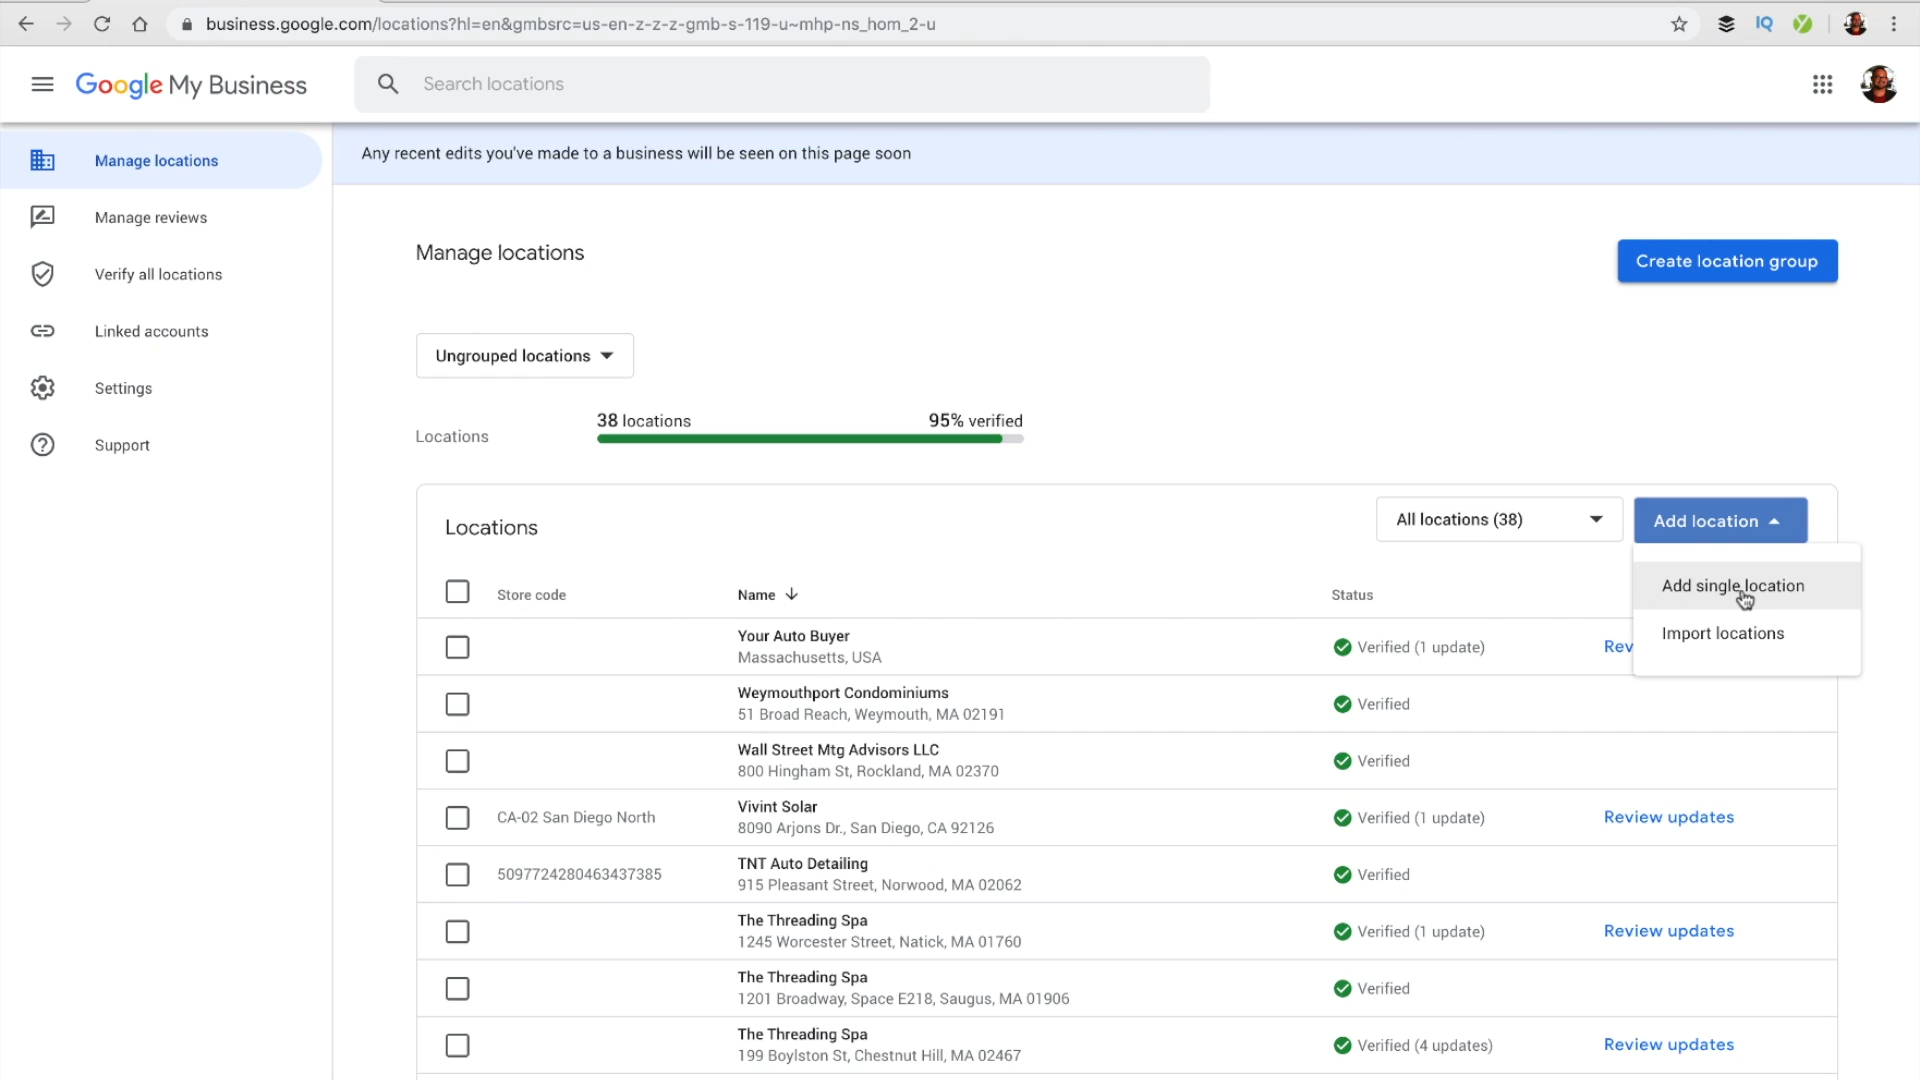 business.google.com/locations?hl=en&gmbsrc=us-en-z-z-z-gmb-s-119-u~mhp-ns_hom_2-u
IQ
Google My Business
Search locations
Manage locations
Manage reviews
Verify all locations
Linked accounts
Settings
Support
Any recent edits you've made to a business will be seen on this page soon
Manage locations
Create location group
Ungrouped locations
Locations
38 locations 95% verified
Locations
All locations (38)
Add location
Add single location
Import locations
Store code Name Status
Your Auto Buyer
Massachusetts, USA
Verified (1 update)
Rev
Weymouthport Condominiums
51 Broad Reach, Weymouth, MA 02191
Verified
Wall Street Mtg Advisors LLC
800 Hingham St, Rockland, MA 02370
Verified
CA-02 San Diego North
Vivint Solar
8090 Arjons Dr., San Diego, CA 92126
Verified (1 update)
Review updates
5097724280463437385
TNT Auto Detailing
915 Pleasant Street, Norwood, MA 02062
Verified
The Threading Spa
1245 Worcester Street, Natick, MA 01760
Verified (1 update)
Review updates
The Threading Spa
1201 Broadway, Space E218, Saugus, MA 01906
Verified
The Threading Spa
199 Boylston St, Chestnut Hill, MA 02467
Verified (4 updates)
Review updates